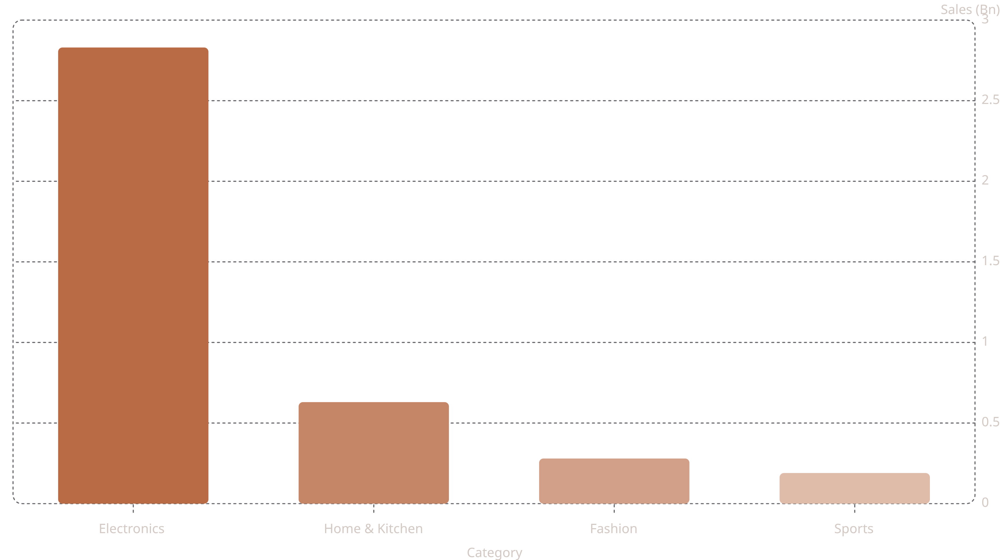 Sales (Bn)
3
2.5
2
1.5
1
0.5
0
Electronics
Home & Kitchen
Fashion
Sports
Category